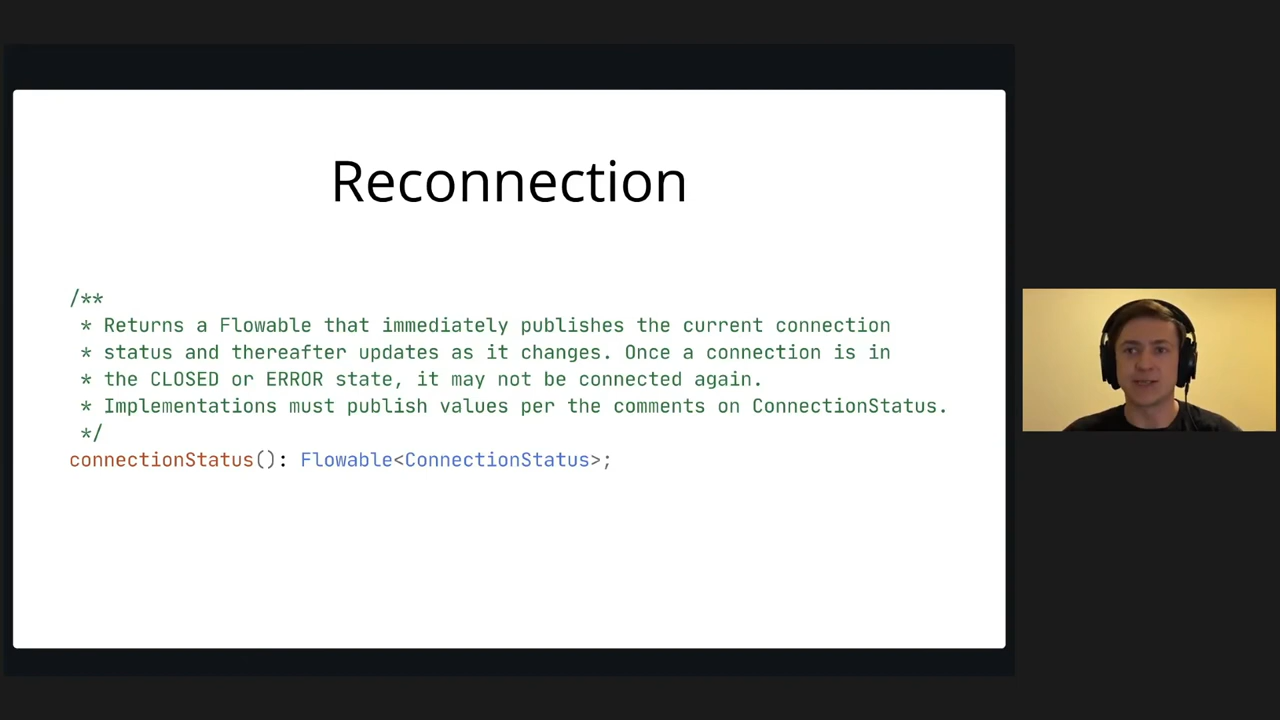 Reconnection
/**
* Returns a Flowable that immediately publishes the current connection
* status and thereafter updates as it changes. Once a connection is in
* the CLOSED or ERROR state, it may not be connected again.
* Implementations must publish values per the comments on ConnectionStatus.
*/
connectionStatus(): Flowable<ConnectionStatus>;